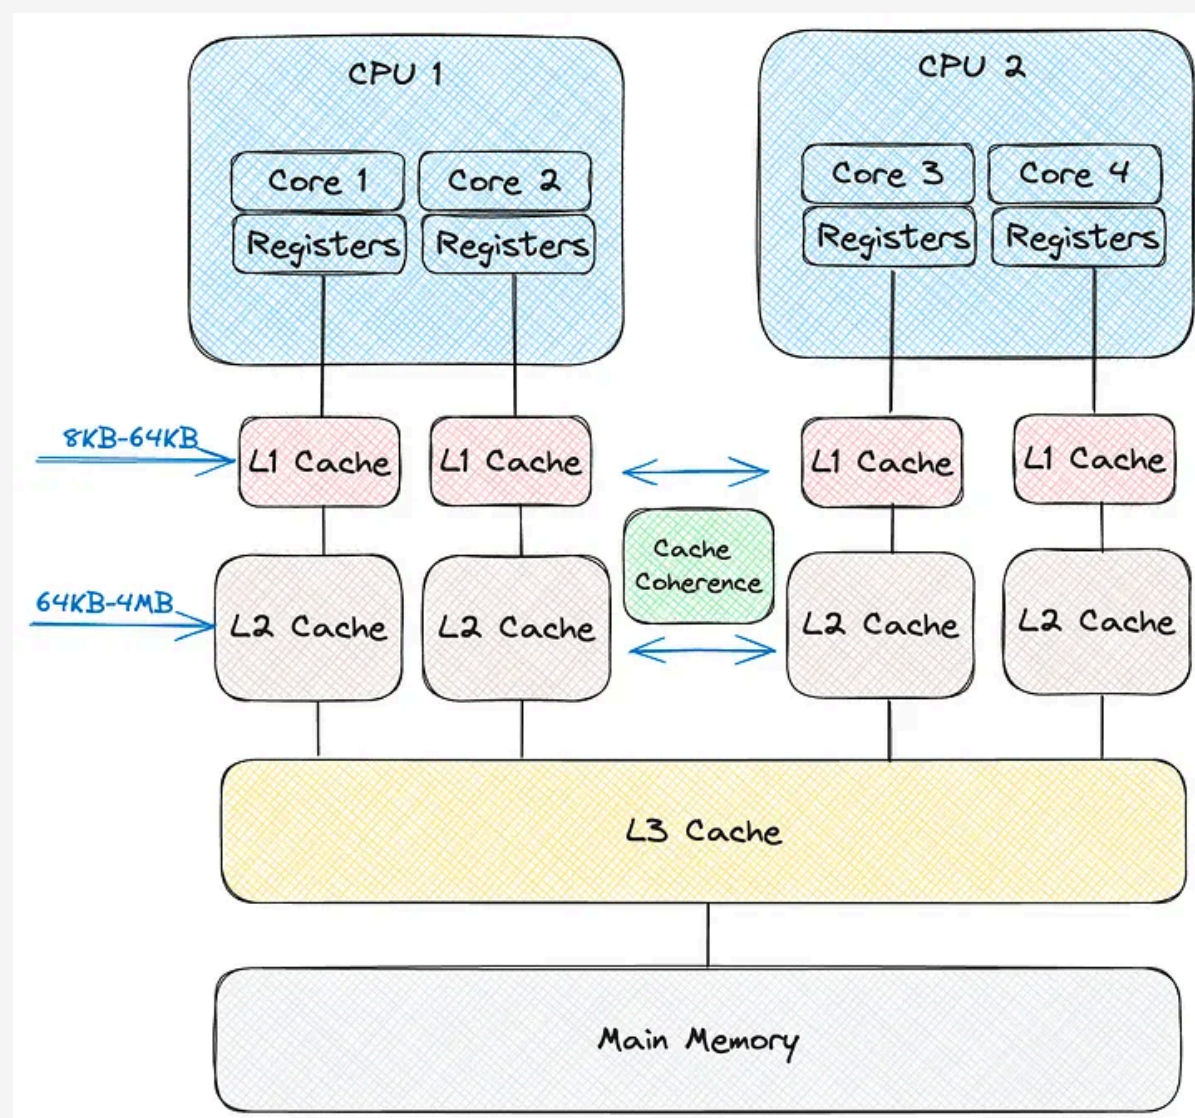 CPU 1
CPU 2
Core 1
Core 2
Core 3
Core 4
Registers
Registers
Registers
Registers
8KB-64KB
L1 Cache
L1 Cache
L1 Cache
L1 Cache
Cache
Coherence
64KB-4MB
L2 Cache
L2 Cache
L2 Cache
L2 Cache
L3 Cache
Main Memory